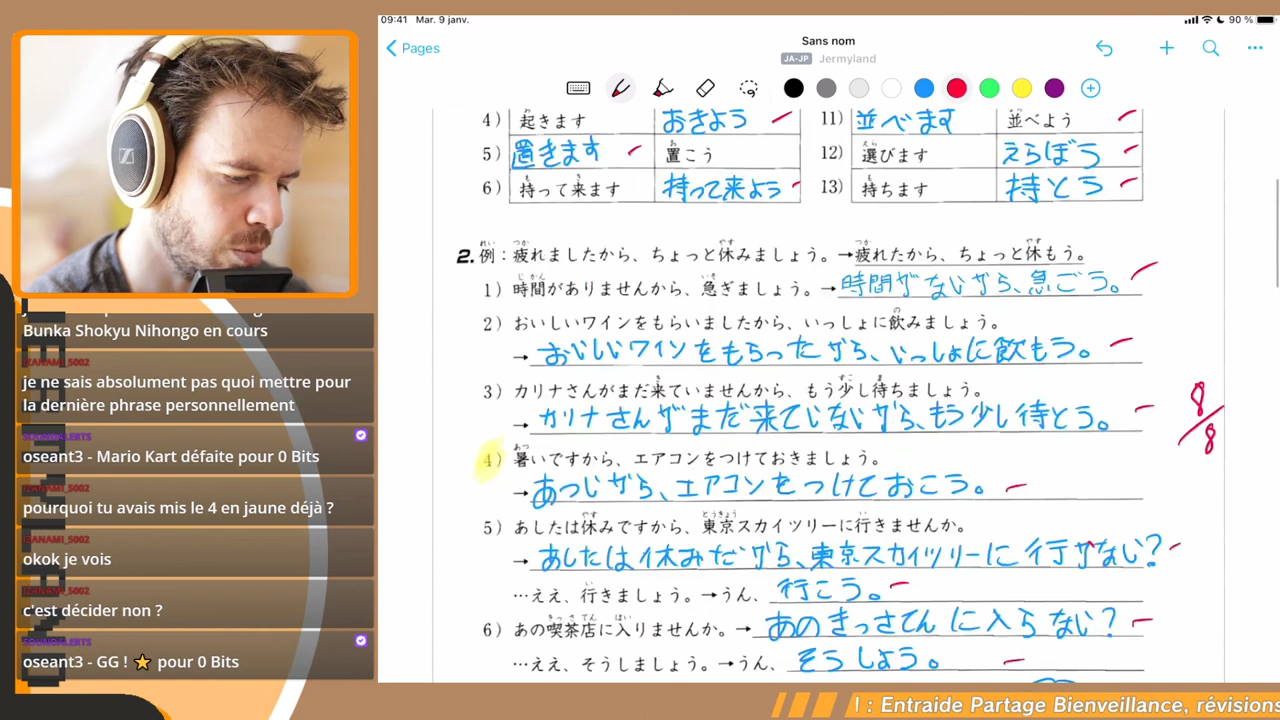 09:41 Mar. 9 janv.
90 %
Pages
Sans nom
JA-JP Jermyland
4) 起きます おきよう
5) 置きます 置こう
6) 持って来ます 持って来よう
11) 並べます 並べよう
12) 選びます えらぼう
13) 持ちます 持とう
2. 例：疲れましたから、ちょっと休みましょう。→疲れたから、ちょっと休もう。
1) 時間がありませんから、急ぎましょう。→時間がないから、急ごう。
2) おいしいワインをもらいましたから、いっしょに飲みましょう。
→おいしいワインをもらったから、いっしょに飲もう。
3) カリナさんがまだ来ていませんから、もう少し待ちましょう。
→カリナさんがまだ来ていないから、もう少し待とう。
8/8
4) 暑いですから、エアコンをつけておきましょう。
→あついから、エアコンをつけておこう。
5) あしたは休みですから、東京スカイツリーに行きませんか。
→あしたは休みだから、東京スカイツリーに行かない？
…ええ、行きましょう。→うん、行こう。
6) あの喫茶店に入りませんか。→あのきっさてんに入らない？
…ええ、そうしましょう。→うん、そうしよう。
Bunka Shokyu Nihongo en cours
IZANAMI_5002
je ne sais absolument pas quoi mettre pour
la dernière phrase personnellement
SOUNDALERTS
oseant3 - Mario Kart défaite pour 0 Bits
IZANAMI_5002
pourquoi tu avais mis le 4 en jaune déjà ?
IZANAMI_5002
okok je vois
IZANAMI_5002
c'est décider non ?
SOUNDALERTS
oseant3 - GG ! ⭐ pour 0 Bits
! : Entraide Partage Bienveillance, révisions